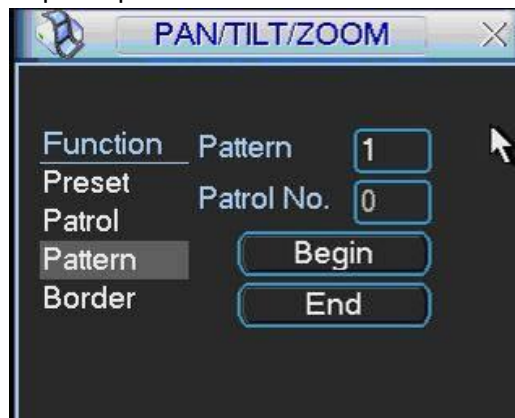 PAN/TILT/ZOOM
Function
Preset
Patrol
Pattern
Border
Pattern 1
Patrol No. 0
Begin
End